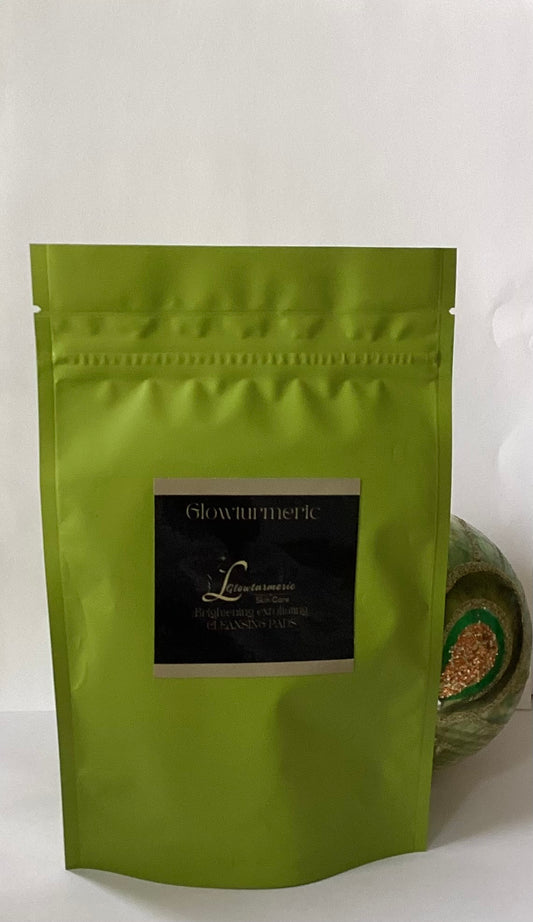 Glowturmeric
Glowturmeric
Skin Care
Brightening exfoliating
CLEANSING PADS